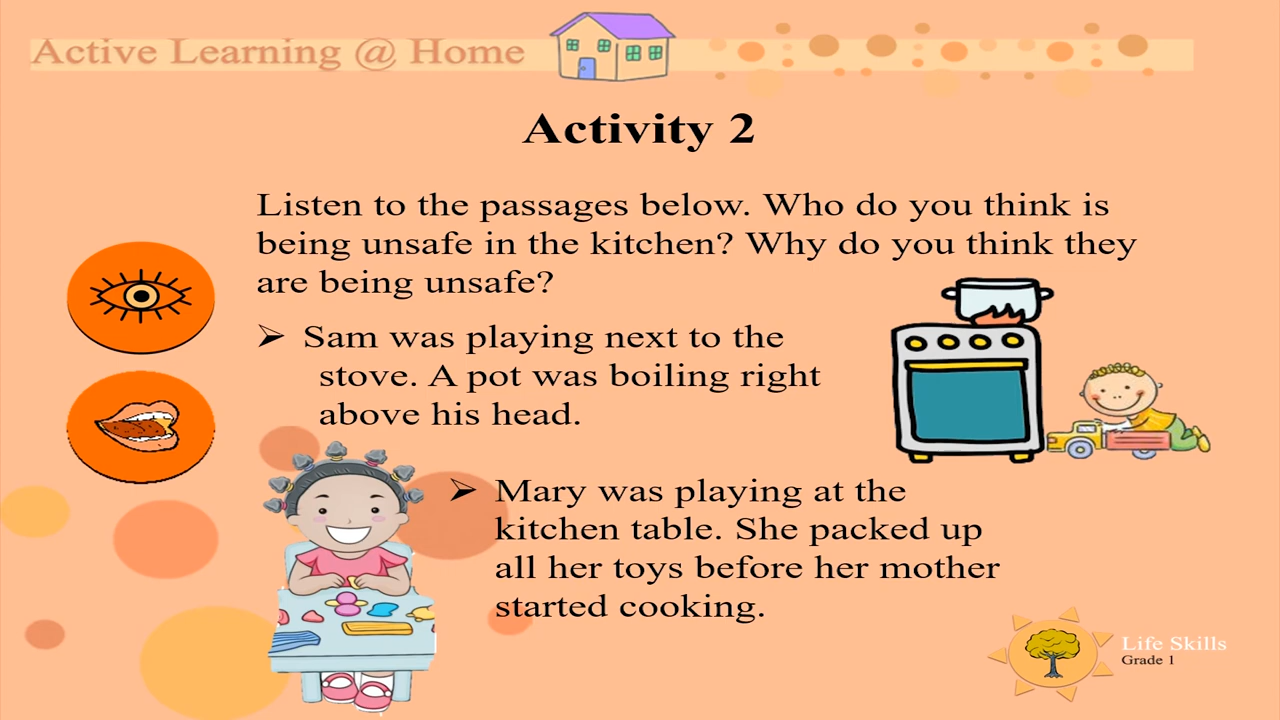 Active Learning @ Home
Activity 2
Listen to the passages below. Who do you think is
being unsafe in the kitchen? Why do you think they
are being unsafe?
➢ Sam was playing next to the
stove. A pot was boiling right
above his head.
➢ Mary was playing at the
kitchen table. She packed up
all her toys before her mother
started cooking.
Life Skills
Grade 1